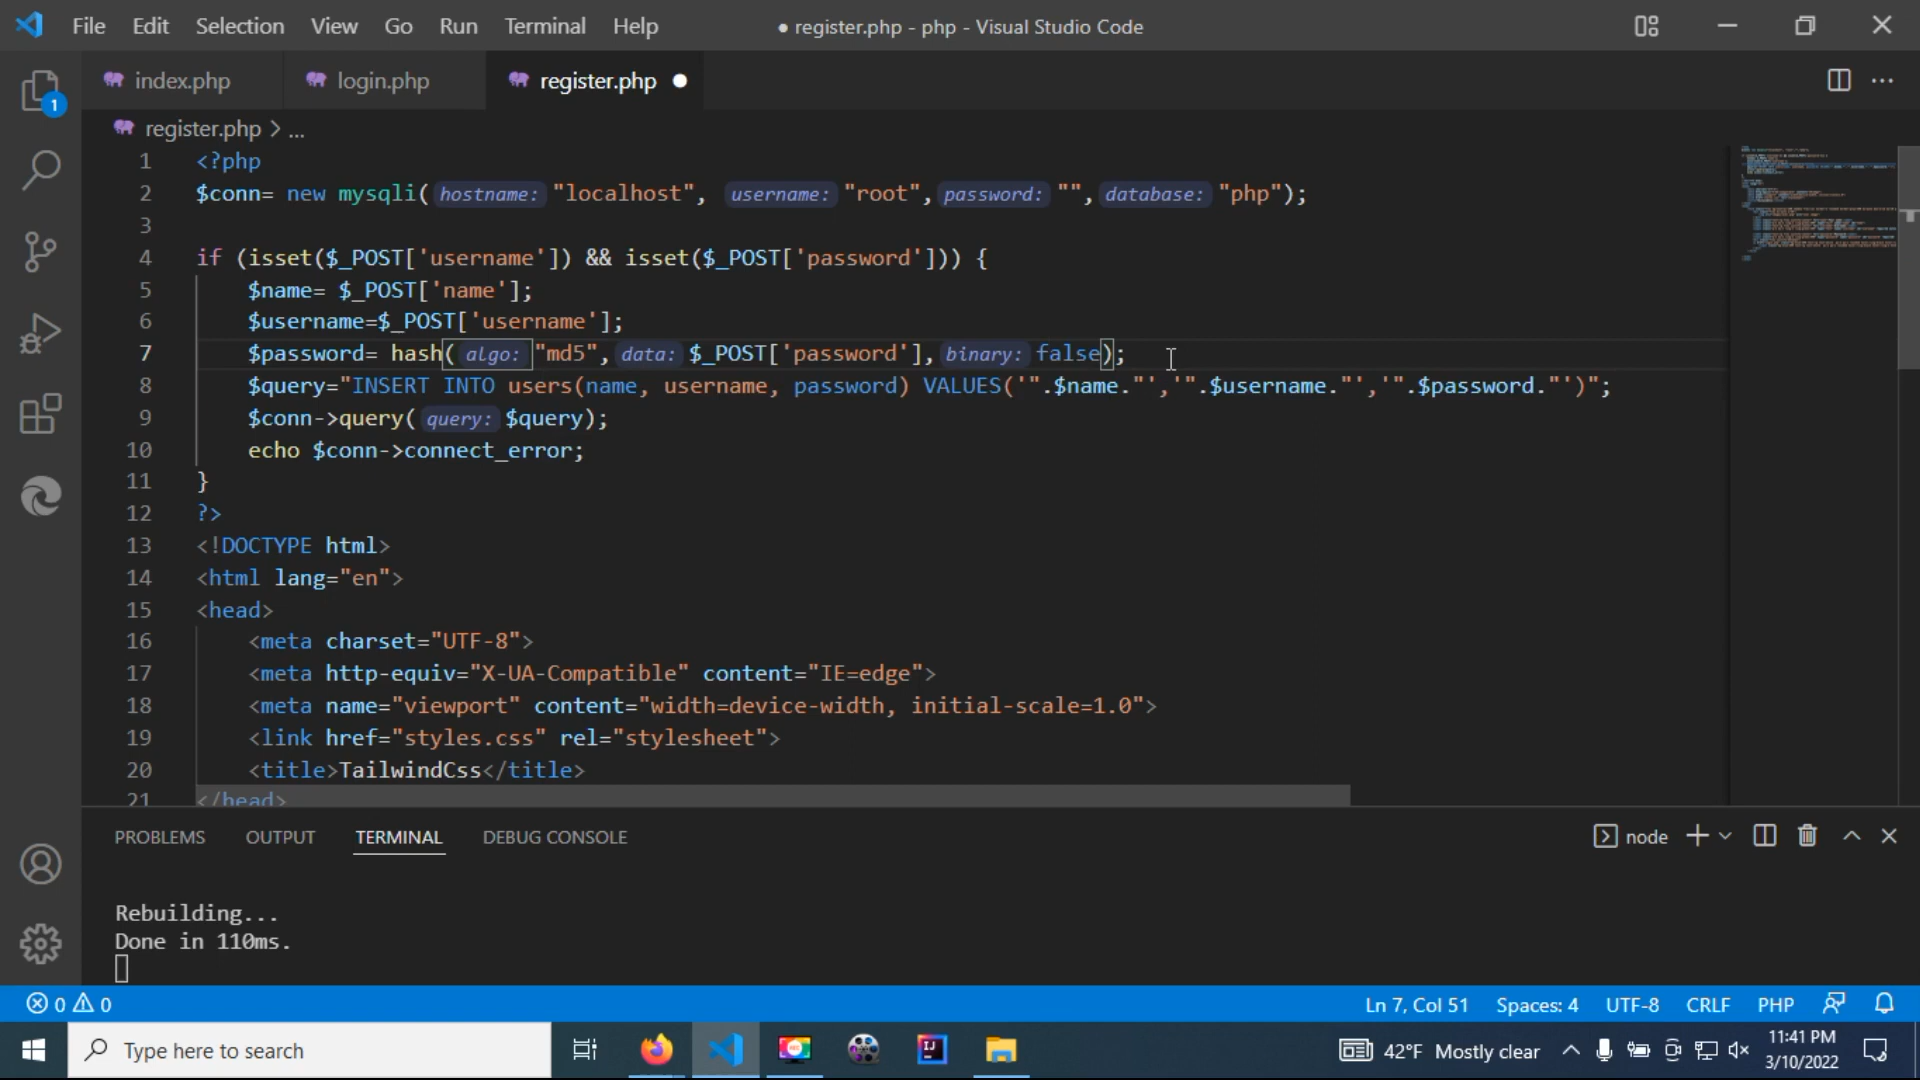 File Edit Selection View Go Run Terminal Help ● register.php - php - Visual Studio Code
index.php login.php register.php
register.php > ...
1 <?php
2 $conn= new mysqli(hostname: "localhost", username: "root",password: "",database: "php");
3
4 if (isset($_POST['username']) && isset($_POST['password'])) {
5 $name= $_POST['name'];
6 $username=$_POST['username'];
7 $password= hash(algo: "md5",data: $_POST['password'],binary: false);
8 $query="INSERT INTO users(name, username, password) VALUES('".$name."','".$username."','".$password."')";
9 $conn->query(query: $query);
10 echo $conn->connect_error;
11 }
12 ?>
13 <!DOCTYPE html>
14 <html lang="en">
15 <head>
16 <meta charset="UTF-8">
17 <meta http-equiv="X-UA-Compatible" content="IE=edge">
18 <meta name="viewport" content="width=device-width, initial-scale=1.0">
19 <link href="styles.css" rel="stylesheet">
20 <title>TailwindCss</title>
21 </head>
PROBLEMS OUTPUT TERMINAL DEBUG CONSOLE node
Rebuilding...
Done in 110ms.
0 0 Ln 7, Col 51 Spaces: 4 UTF-8 CRLF PHP
Type here to search 42°F Mostly clear 11:41 PM
3/10/2022
1